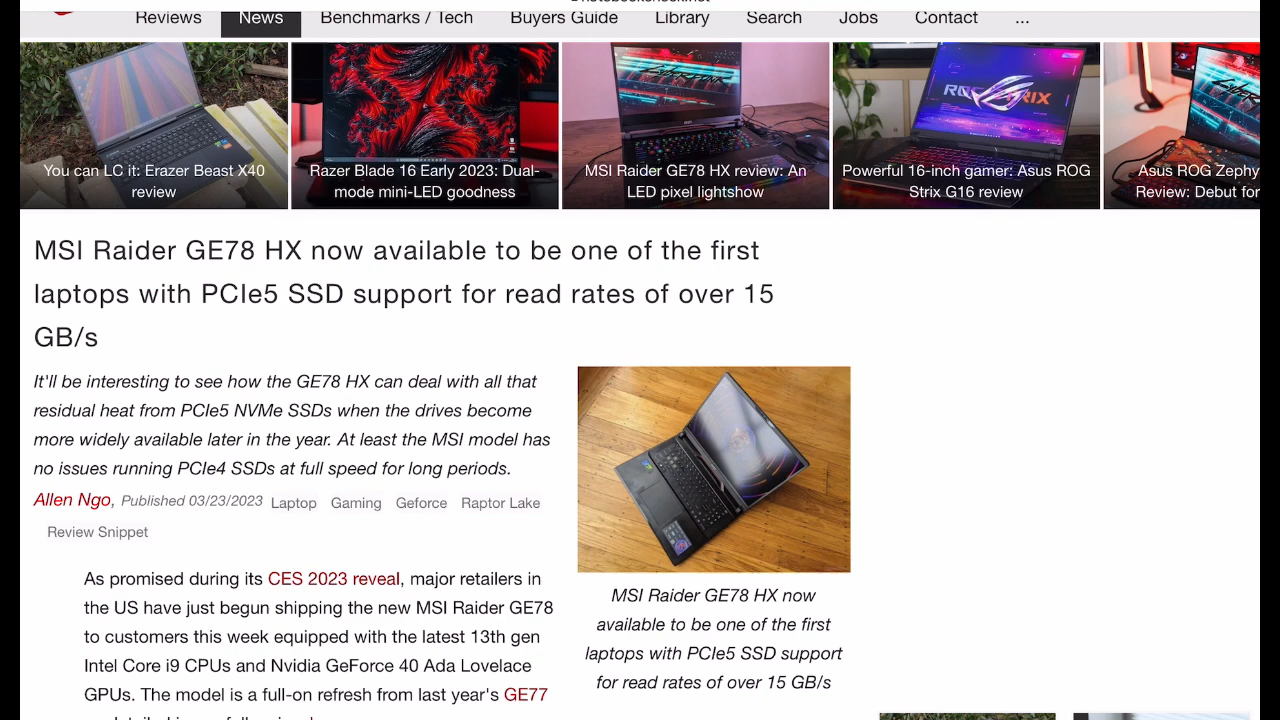 Reviews News Benchmarks / Tech Buyers Guide Library Search Jobs Contact ...
You can LC it: Erazer Beast X40
review
Razer Blade 16 Early 2023: Dual-
mode mini-LED goodness
MSI Raider GE78 HX review: An
LED pixel lightshow
Powerful 16-inch gamer: Asus ROG
Strix G16 review
Asus ROG Zephy
Review: Debut for
MSI Raider GE78 HX now available to be one of the first
laptops with PCIe5 SSD support for read rates of over 15
GB/s
It'll be interesting to see how the GE78 HX can deal with all that
residual heat from PCIe5 NVMe SSDs when the drives become
more widely available later in the year. At least the MSI model has
no issues running PCIe4 SSDs at full speed for long periods.
Allen Ngo, Published 03/23/2023 Laptop Gaming Geforce Raptor Lake
Review Snippet
As promised during its CES 2023 reveal, major retailers in
the US have just begun shipping the new MSI Raider GE78
to customers this week equipped with the latest 13th gen
Intel Core i9 CPUs and Nvidia GeForce 40 Ada Lovelace
GPUs. The model is a full-on refresh from last year's GE77
MSI Raider GE78 HX now
available to be one of the first
laptops with PCIe5 SSD support
for read rates of over 15 GB/s